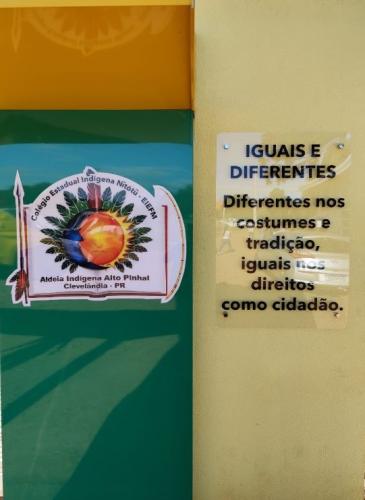 Colégio Estadual Indígena Nitótũ - EIEFM
Aldeia Indígena Alto Pinhal
Clevelândia - PR
IGUAIS E
DIFERENTES
Diferentes nos
costumes e
tradição,
iguais nos
direitos
como cidadão.